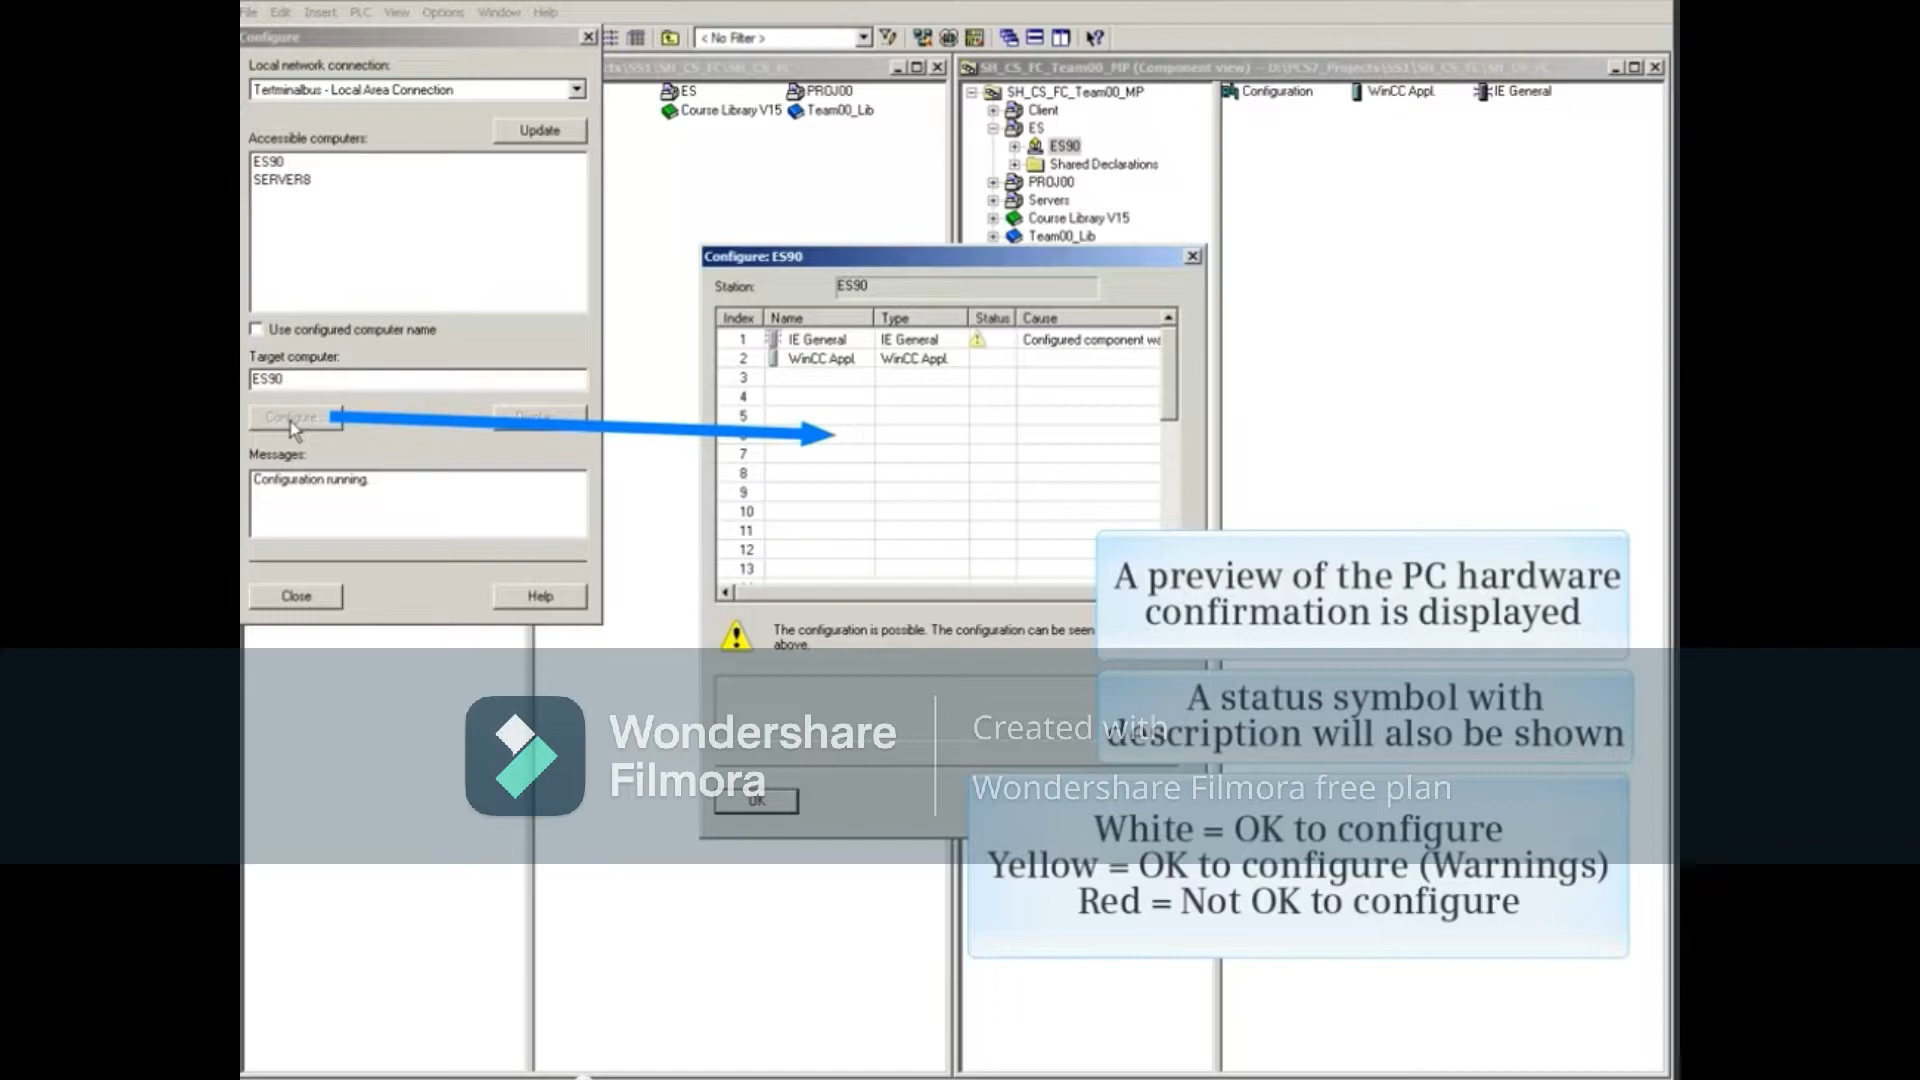 File Edit Insert PLC View Options Window Help
Configure
< No Filter >
Local network connection:
Tertminalbus - Local Area Connection
Update
Accessible computers:
ES90
SERVER8
Use configured computer name
Target computer:
ES90
Configure
Messages:
Configuration running.
Close
Help
ES
PROJ00
Course Library V15
Team00_Lib
SH_CS_FC_Team00_MP (Component view)
SH_CS_FC_Team00_MP
Client
ES
ES90
Shared Declarations
PROJ00
Servers
Course Library V15
Team00_Lib
Configuration
WinCC Appl.
IE General
Configure: ES90
Station:
ES90
Index Name Type Status Cause
1 IE General IE General Configured component wa
2 WinCC Appl. WinCC Appl.
3
4
5
7
8
9
10
11
12
13
The configuration is possible. The configuration can be seen
above.
OK
A preview of the PC hardware
confirmation is displayed
A status symbol with
description will also be shown
White = OK to configure
Yellow = OK to configure (Warnings)
Red = Not OK to configure
Wondershare
Filmora
Created with
Wondershare Filmora free plan